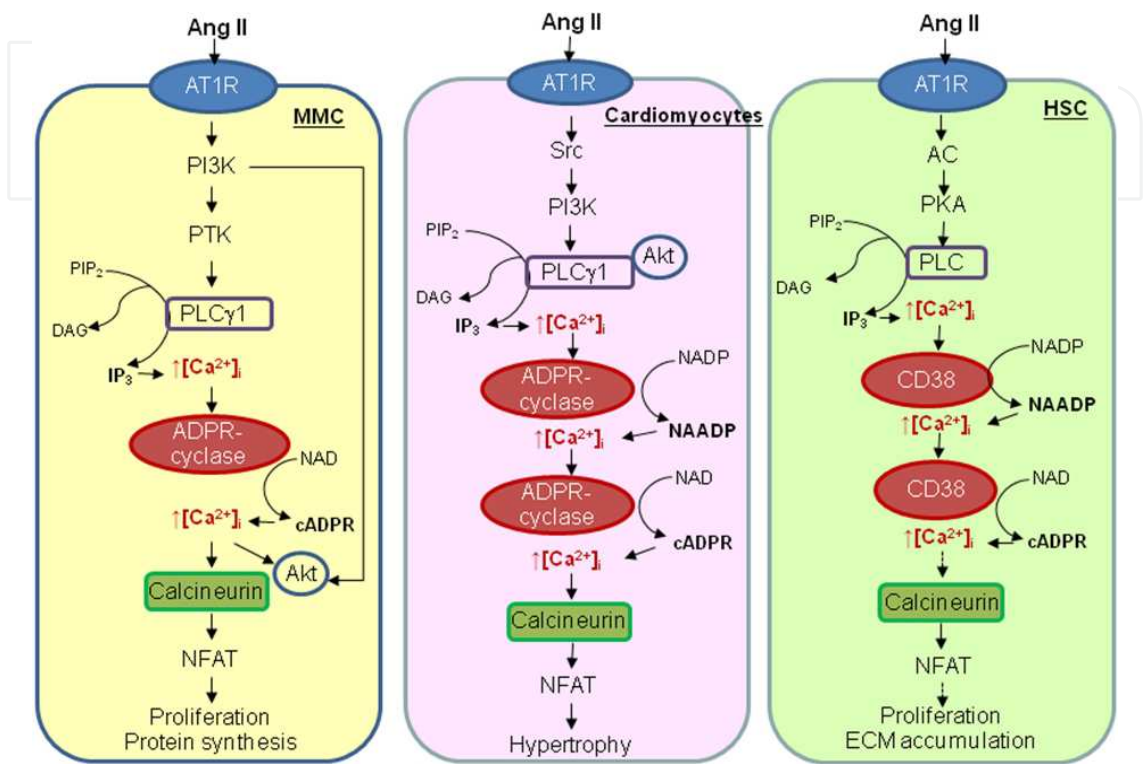 Ang II
AT1R
MMC
PI3K
PTK
PIP₂
PLCγ1
DAG
IP₃
↑[Ca²⁺]ᵢ
ADPR-
cyclase
NAD
↑[Ca²⁺]ᵢ
cADPR
Akt
Calcineurin
NFAT
Proliferation
Protein synthesis
Ang II
AT1R
Cardiomyocytes
Src
PI3K
PIP₂
PLCγ1
Akt
DAG
IP₃
↑[Ca²⁺]ᵢ
NADP
ADPR-
cyclase
↑[Ca²⁺]ᵢ
NAADP
ADPR-
cyclase
NAD
↑[Ca²⁺]ᵢ
cADPR
Calcineurin
NFAT
Hypertrophy
Ang II
AT1R
HSC
AC
PKA
PIP₂
PLC
DAG
IP₃
↑[Ca²⁺]ᵢ
NADP
CD38
NAADP
↑[Ca²⁺]ᵢ
NAD
CD38
↑[Ca²⁺]ᵢ
cADPR
Calcineurin
NFAT
Proliferation
ECM accumulation